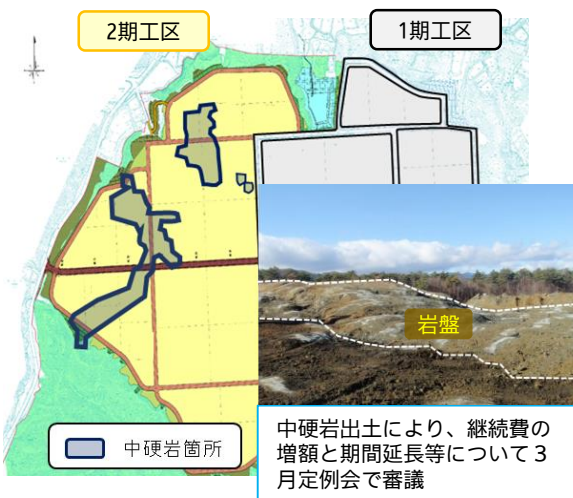 2期工区
1期工区
岩盤
中硬岩箇所
中硬岩出土により、継続費の
増額と期間延長等について3
月定例会で審議